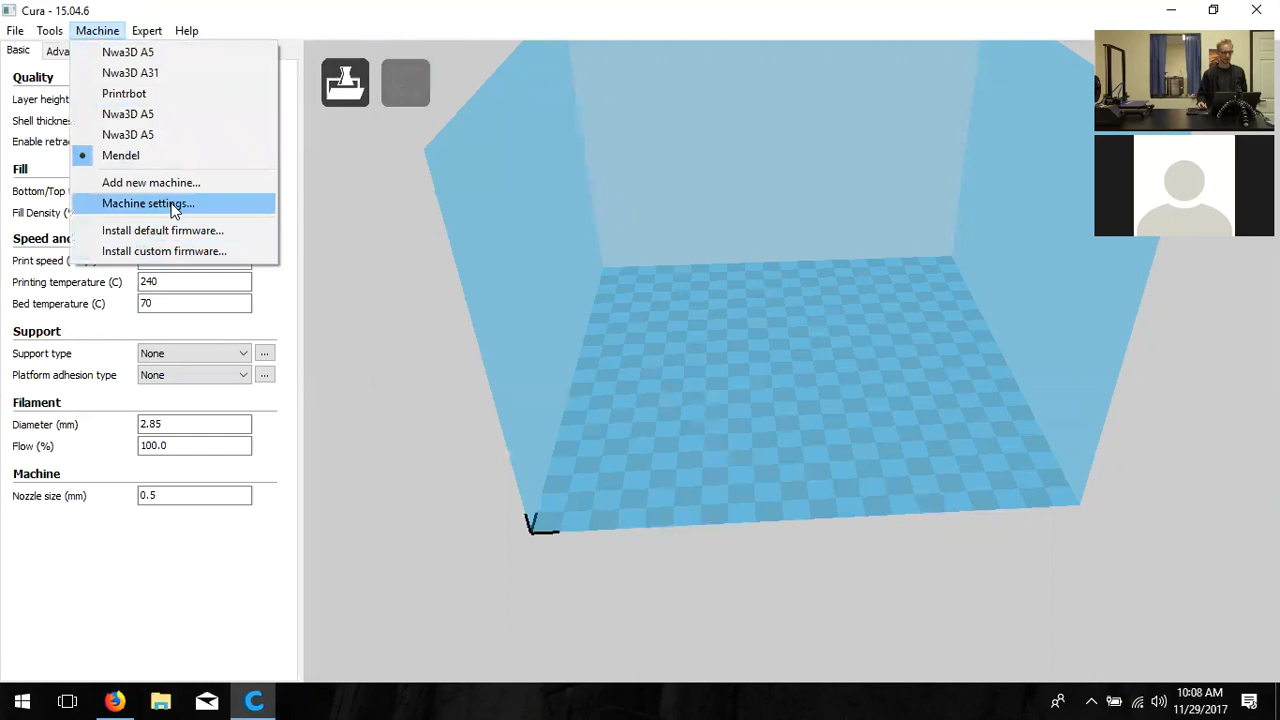 Cura - 15.04.6
File Tools Machine Expert Help
Basic Adva
Nwa3D A5
Nwa3D A31
Printrbot
Nwa3D A5
Nwa3D A5
Mendel
Add new machine...
Machine settings...
Install default firmware...
Install custom firmware...
Quality
Layer height
Shell thickness
Enable retra
Fill
Bottom/Top t
Fill Density (%
Speed and
Print speed (
Printing temperature (C) 240
Bed temperature (C) 70
Support
Support type None ...
Platform adhesion type None ...
Filament
Diameter (mm) 2.85
Flow (%) 100.0
Machine
Nozzle size (mm) 0.5
10:08 AM
11/29/2017